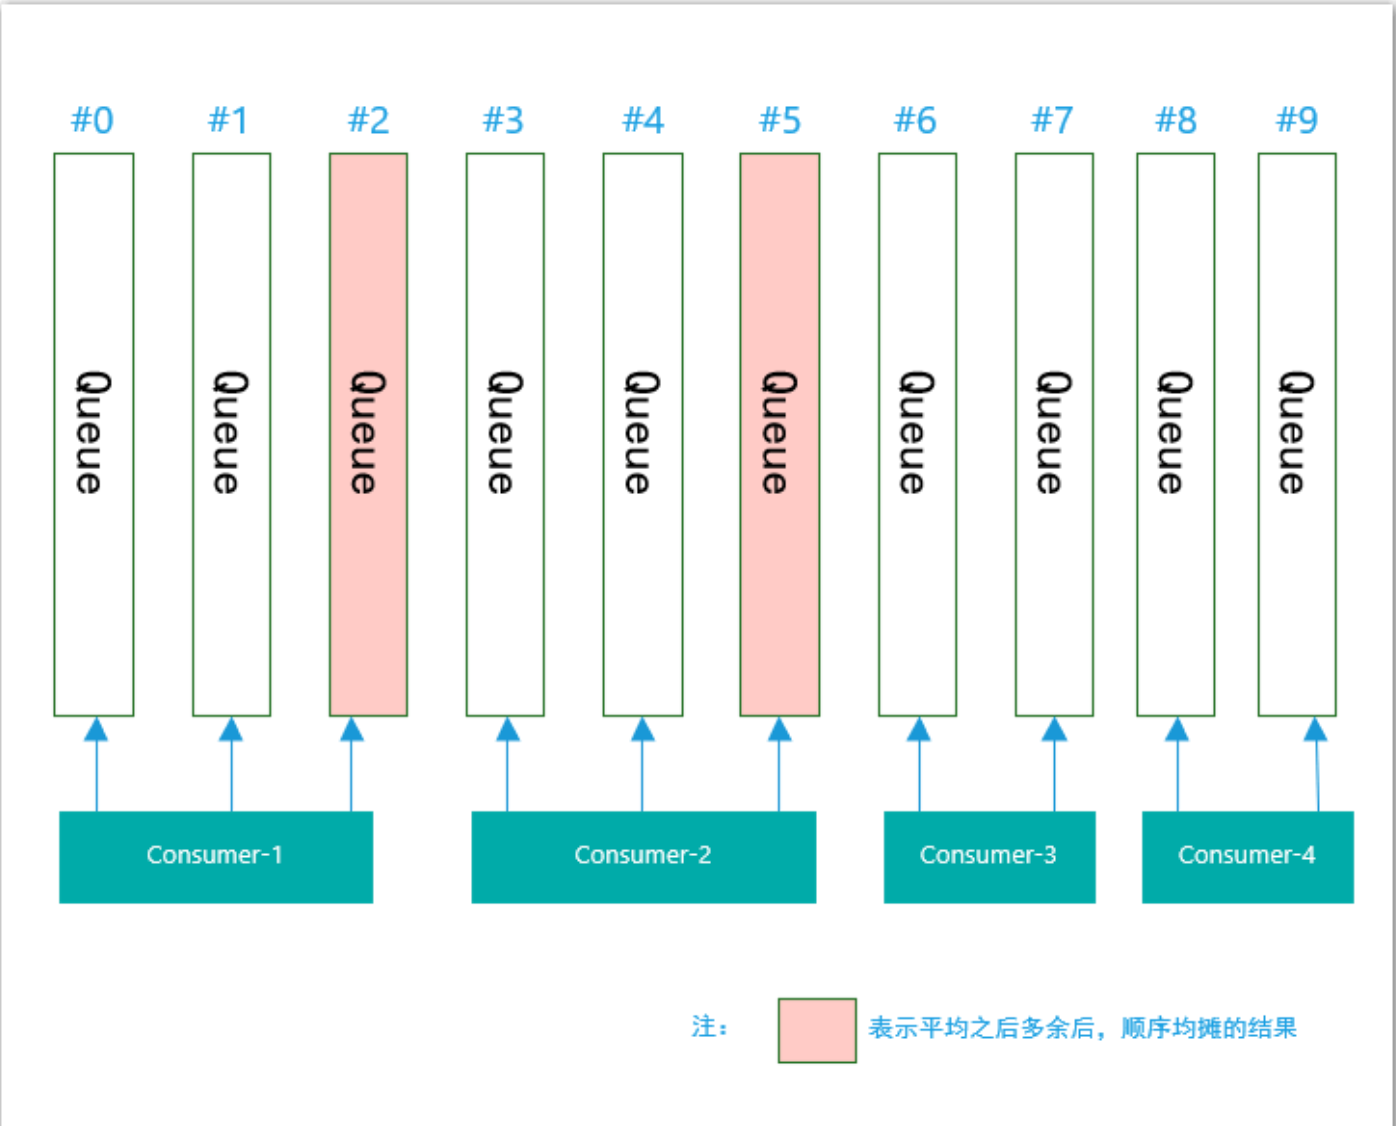 #0 #1 #2 #3 #4 #5 #6 #7 #8 #9
Queue Queue Queue Queue Queue Queue Queue Queue Queue Queue
Consumer-1 Consumer-2 Consumer-3 Consumer-4
注： 表示平均之后多余后，顺序均摊的结果